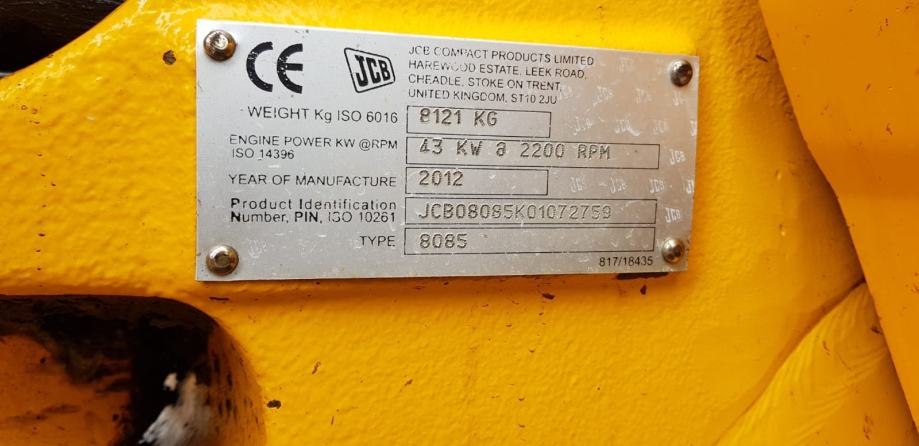 CE
JCB
JCB COMPACT PRODUCTS LIMITED
HAREWOOD ESTATE, LEEK ROAD,
CHEADLE, STOKE ON TRENT,
UNITED KINGDOM, ST10 2JU
WEIGHT Kg ISO 6016 8121 KG
ENGINE POWER KW @RPM
ISO 14396 43 KW @ 2200 RPM
YEAR OF MANUFACTURE 2012
Product Identification
Number, PIN, ISO 10261 JCB08085K01072759
TYPE 8085
817/18435